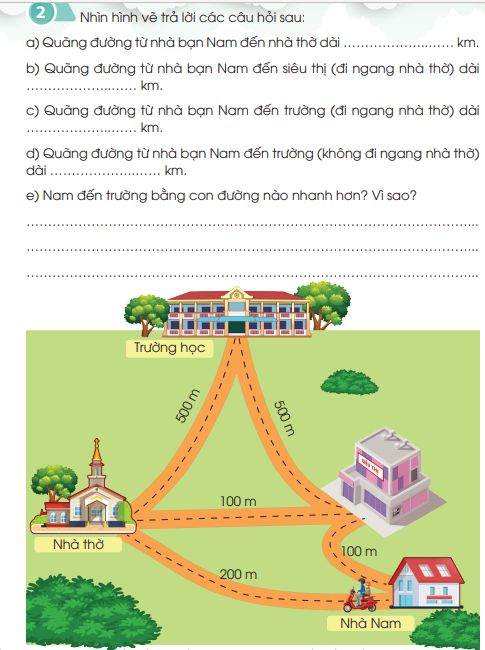 2 Nhìn hình vẽ trả lời các câu hỏi sau:
a) Quãng đường từ nhà bạn Nam đến nhà thờ dài ........................ km.
b) Quãng đường từ nhà bạn Nam đến siêu thị (đi ngang nhà thờ) dài
........................ km.
c) Quãng đường từ nhà bạn Nam đến trường (đi ngang nhà thờ) dài
........................ km.
d) Quãng đường từ nhà bạn Nam đến trường (không đi ngang nhà thờ)
dài ........................ km.
e) Nam đến trường bằng con đường nào nhanh hơn? Vì sao?
Trường học
500 m
500 m
SIÊU THỊ
100 m
Nhà thờ
100 m
200 m
Nhà Nam